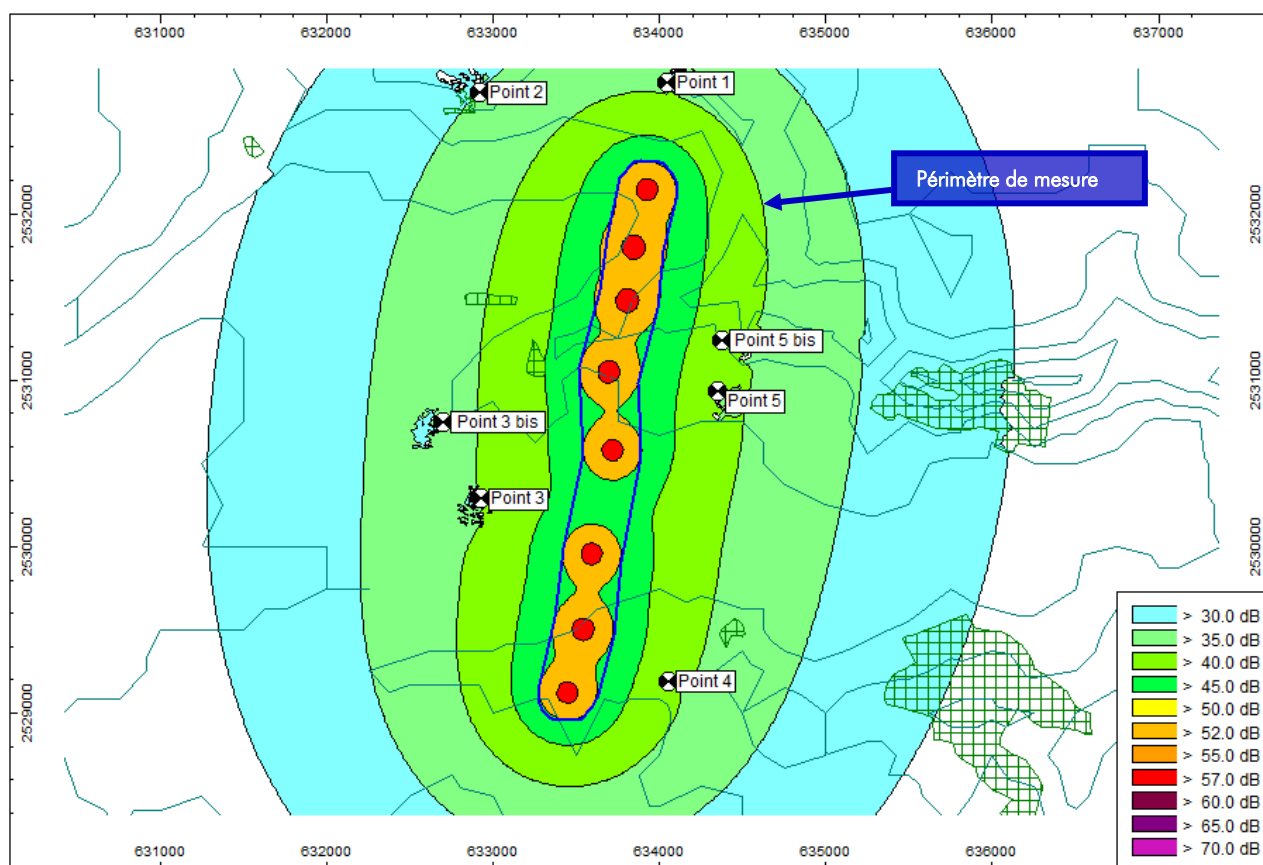 631000 632000 633000 634000 635000 636000 637000
Point 2
Point 1
Périmètre de mesure
2532000
2532000
Point 5 bis
2531000
2531000
Point 5
Point 3 bis
Point 3
2530000
2530000
Point 4
2529000
> 30.0 dB
> 35.0 dB
> 40.0 dB
> 45.0 dB
> 50.0 dB
> 52.0 dB
> 55.0 dB
> 57.0 dB
> 60.0 dB
> 65.0 dB
> 70.0 dB
631000 632000 633000 634000 635000 636000